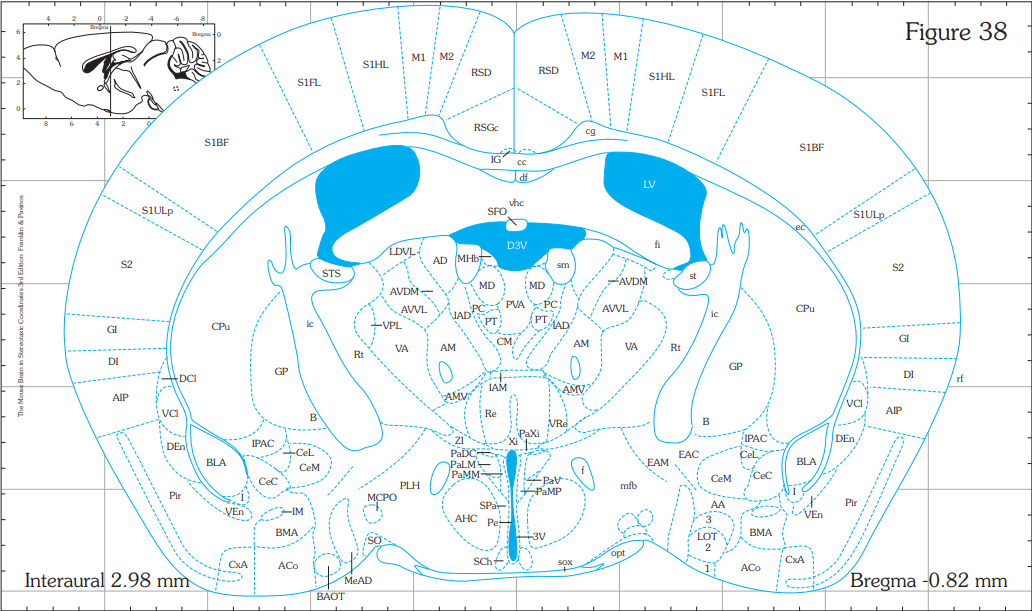 Figure 38
4 2 0 -2 -4 -6 -8
Bregma
Bregma
6
4
2
0
0
2
8 6 4 2 0
The Mouse Brain in Stereotaxic Coordinates 3rd Edition Franklin & Paxinos
S1HL M1 M2 RSD RSD M2 M1 S1HL
S1FL S1FL
RSGc cg
S1BF S1BF
IG cc
df
LV
vhc
S1ULp SFO S1ULp
ec
D3V fi
LDVL AD MHb sm
S2 STS st S2
MD MD AVDM
AVDM
AVVL IAD PC PVA PC AVVL
CPu ic PT PT IAD ic CPu
GI VPL GI
Rt VA AM CM AM VA Rt
DI GP GP DI
DCl IAM rf
AIP AMV AMV VCl AIP
VCl B Re VRe B
DEn IPAC ZI Xi PaXi IPAC DEn
PaDC
CeL EAC CeL
BLA CeM PaLM f EAM BLA
PaMM
CeC PLH PaV mfb CeM CeC
Pir I MCPO PaMP I Pir
VEn IM SPa AA VEn
AHC Pe 3
BMA LOT BMA
SO 3V 2
CxA ACo SCh sox opt 1 ACo CxA
MeAD
BAOT
Interaural 2.98 mm Bregma -0.82 mm